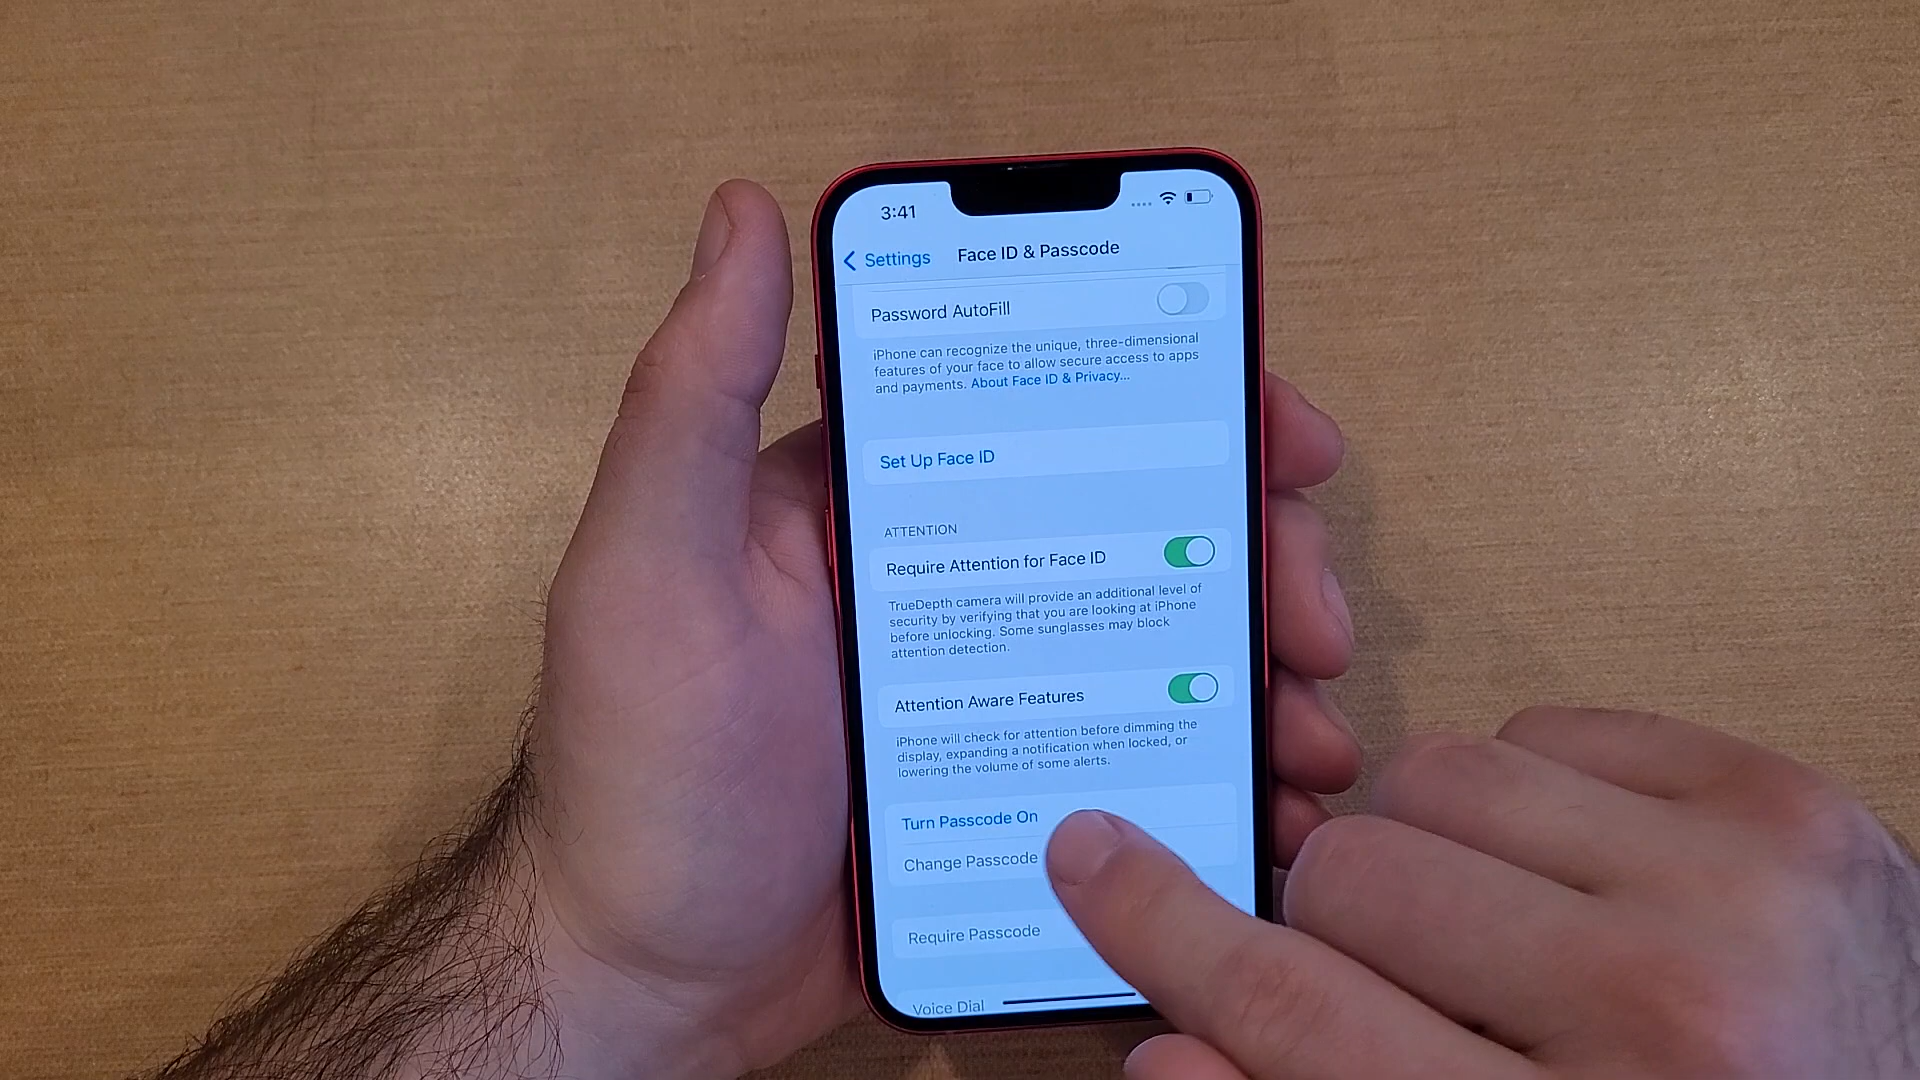 3:41
Settings
Face ID & Passcode
Password AutoFill
iPhone can recognize the unique, three-dimensional
features of your face to allow secure access to apps
and payments. About Face ID & Privacy...
Set Up Face ID
ATTENTION
Require Attention for Face ID
TrueDepth camera will provide an additional level of
security by verifying that you are looking at iPhone
before unlocking. Some sunglasses may block
attention detection.
Attention Aware Features
iPhone will check for attention before dimming the
display, expanding a notification when locked, or
lowering the volume of some alerts.
Turn Passcode On
Change Passcode
Require Passcode
Voice Dial